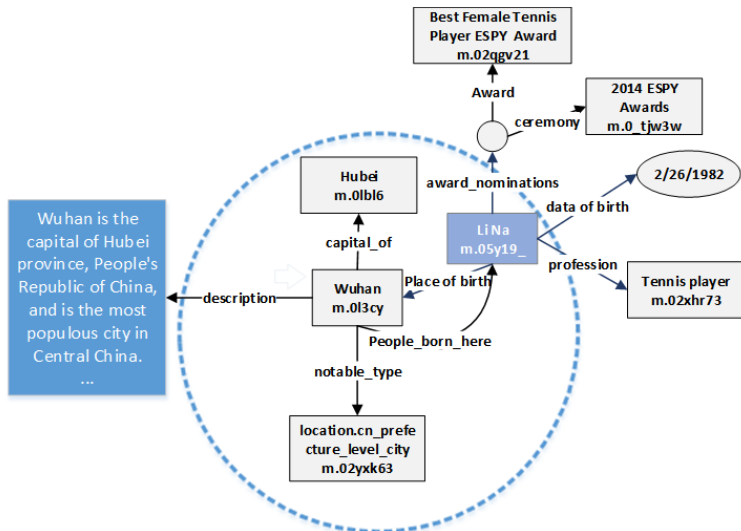 Best Female Tennis
Player ESPY Award
m.02qgv21
Award
2014 ESPY
Awards
m.0_tjw3w
ceremony
Hubei
m.0lbl6
award_nominations
2/26/1982
data of birth
Wuhan is the
capital of Hubei
province, People's
Republic of China,
and is the most
populous city in
Central China.
...
capital_of
Li Na
m.05y19_
profession
Tennis player
m.02xhr73
description
Wuhan
m.0l3cy
Place of birth
People_born_here
notable_type
location.cn_prefe
cture_level_city
m.02yxk63